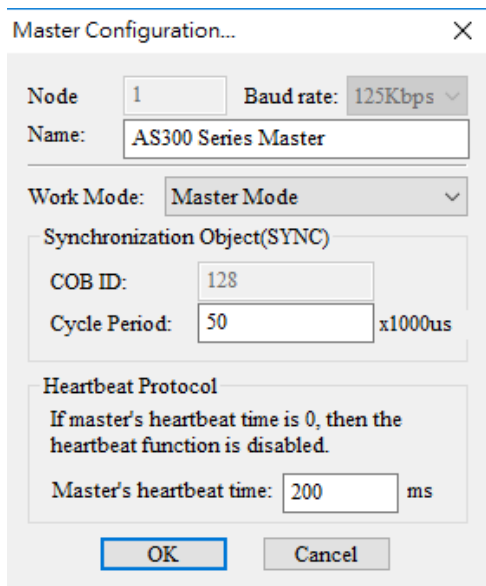 Master Configuration...
Node 1 Baud rate: 125Kbps
Name: AS300 Series Master
Work Mode: Master Mode
Synchronization Object(SYNC)
COB ID: 128
Cycle Period: 50 x1000us
Heartbeat Protocol
If master's heartbeat time is 0, then the
heartbeat function is disabled.
Master's heartbeat time: 200 ms
OK Cancel